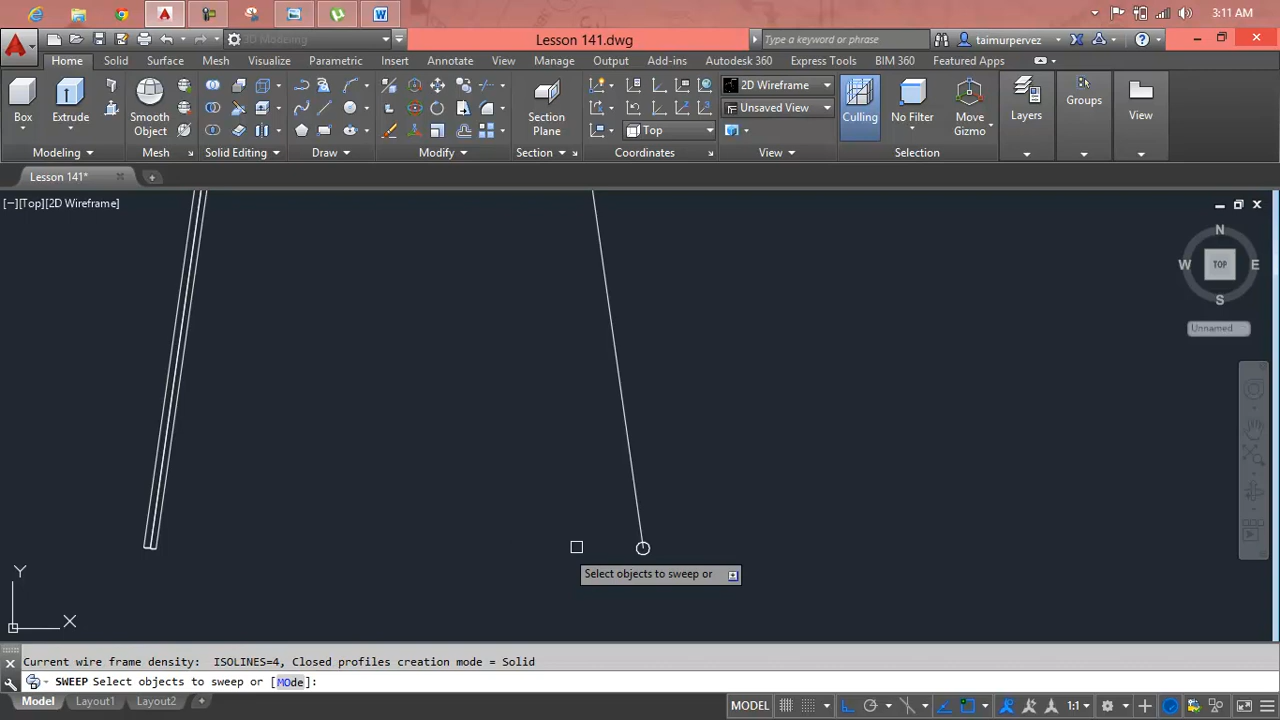 3:11 AM
3D Modeling
Lesson 141.dwg
Type a keyword or phrase
taimurpervez
Home Solid Surface Mesh Visualize Parametric Insert Annotate View Manage Output Add-ins Autodesk 360 Express Tools BIM 360 Featured Apps
2D Wireframe
Unsaved View
Top
Box
Extrude
Smooth
Object
Section
Plane
Culling
No Filter
Move
Gizmo
Layers
Groups
View
Modeling
Mesh
Solid Editing
Draw
Modify
Section
Coordinates
View
Selection
Lesson 141*
[−][Top][2D Wireframe]
N
W
TOP
E
S
Unnamed
Select objects to sweep or
Y
X
Current wire frame density: ISOLINES=4, Closed profiles creation mode = Solid
SWEEP Select objects to sweep or [MOde]:
Model Layout1 Layout2
MODEL
1:1